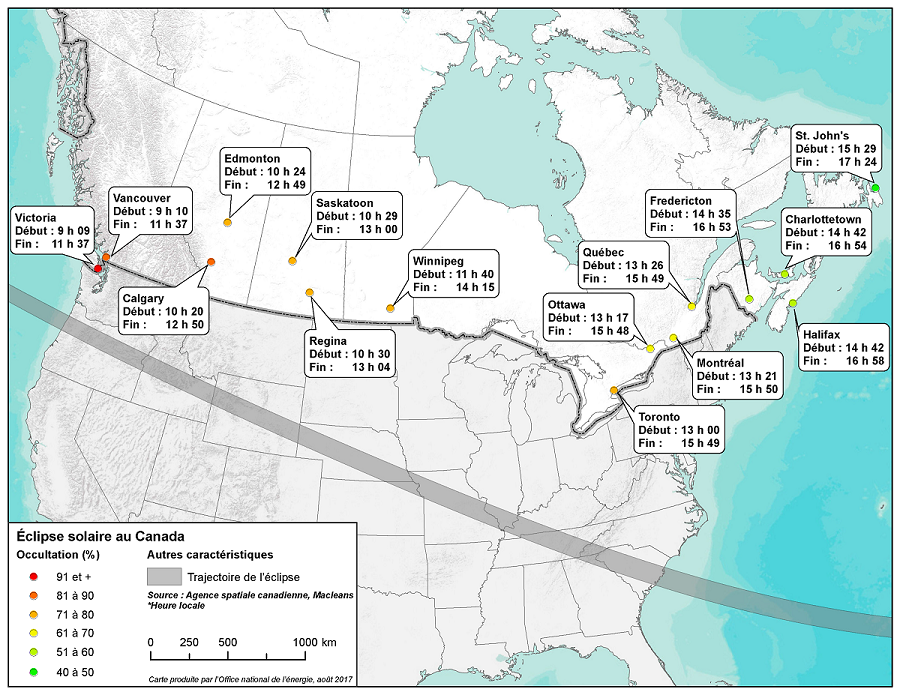 St. John's
Début : 15 h 29
Fin : 17 h 24
Edmonton
Début : 10 h 24
Fin : 12 h 49
Vancouver
Début : 9 h 10
Fin : 11 h 37
Saskatoon
Début : 10 h 29
Fin : 13 h 00
Fredericton
Début : 14 h 35
Fin : 16 h 53
Victoria
Début : 9 h 09
Fin : 11 h 37
Charlottetown
Début : 14 h 42
Fin : 16 h 54
Winnipeg
Début : 11 h 40
Fin : 14 h 15
Québec
Début : 13 h 26
Fin : 15 h 49
Calgary
Début : 10 h 20
Fin : 12 h 50
Ottawa
Début : 13 h 17
Fin : 15 h 48
Regina
Début : 10 h 30
Fin : 13 h 04
Halifax
Début : 14 h 42
Fin : 16 h 58
Montréal
Début : 13 h 21
Fin : 15 h 50
Toronto
Début : 13 h 00
Fin : 15 h 49
Éclipse solaire au Canada
Occultation (%)
91 et +
81 à 90
71 à 80
61 à 70
51 à 60
40 à 50
Autres caractéristiques
Trajectoire de l'éclipse
Source : Agence spatiale canadienne, Macleans
*Heure locale
0 250 500 1000 km
Carte produite par l'Office national de l'énergie, août 2017